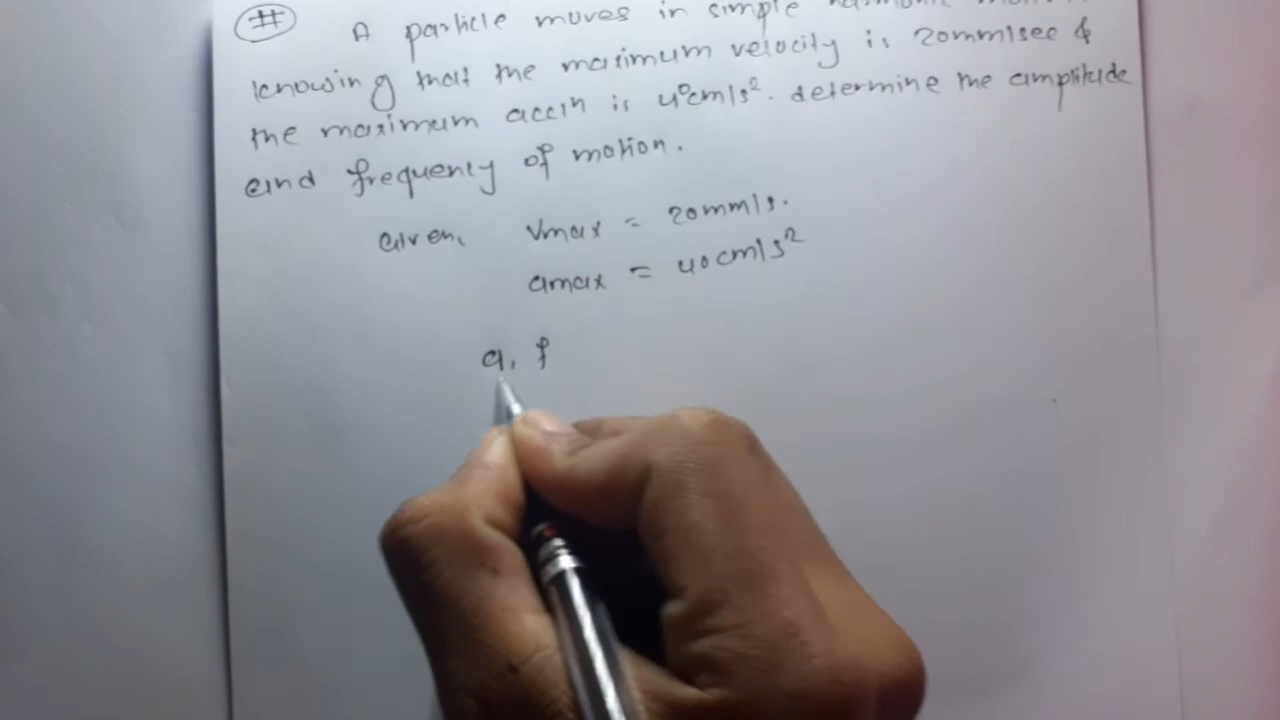 #
A particle moves in simple
knowing that the maximum velocity is 20mm/sec &
the maximum accln is 40cm/s². determine the amplitude
and frequency of motion.
Given, Vmax = 20mm/s.
amax = 40cm/s²
a, f